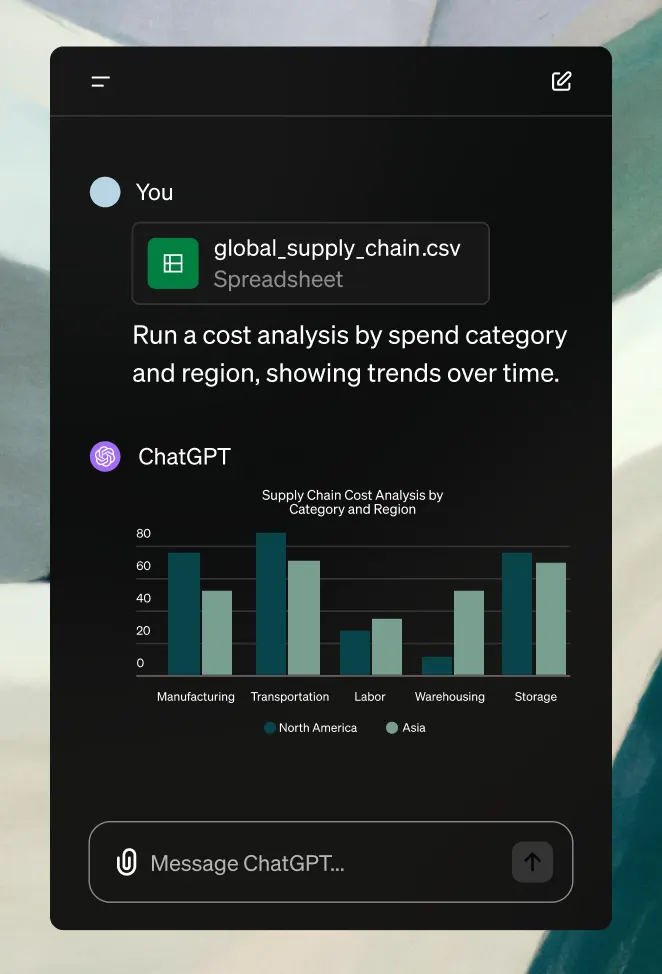 You
global_supply_chain.csv
Spreadsheet
Run a cost analysis by spend category
and region, showing trends over time.
ChatGPT
Supply Chain Cost Analysis by
Category and Region
80
60
40
20
0
Manufacturing Transportation Labor Warehousing Storage
North America Asia
Message ChatGPT...